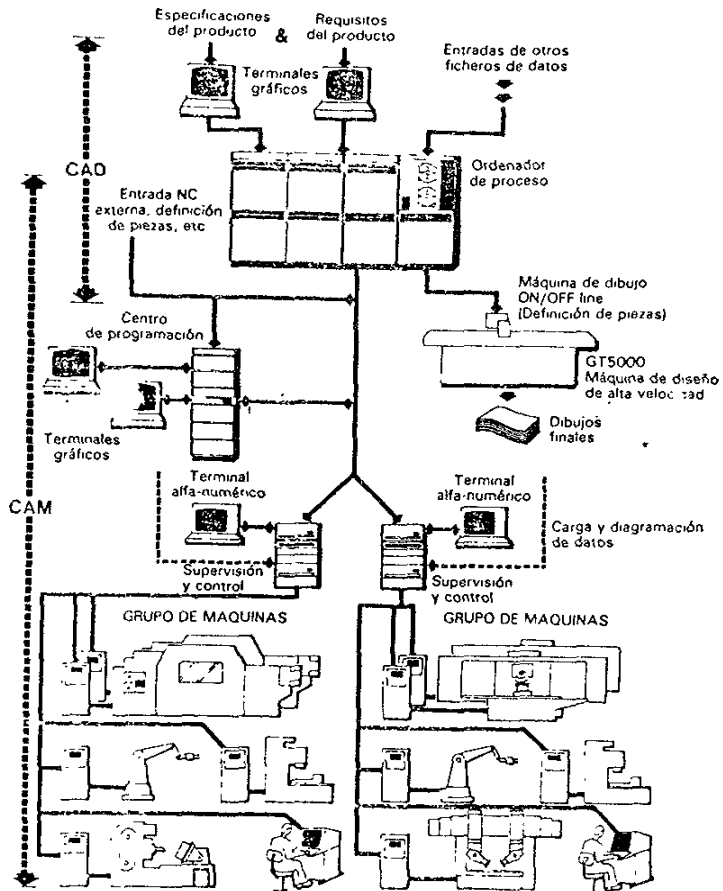 Especificaciones
del producto
&
Requisitos
del producto
Entradas de otros
ficheros de datos
Terminales
gráficos
Ordenador
de proceso
CAD
Entrada NC
externa, definición
de piezas, etc
Máquina de dibujo
ON/OFF line
(Definición de piezas)
Centro
de programación
GT5000
Máquina de diseño
de alta velocidad
Terminales
gráficos
Dibujos
finales
CAM
Terminal
alfa-numérico
Terminal
alfa-numérico
Carga y diagramación
de datos
Supervisión
y control
Supervisión
y control
GRUPO DE MAQUINAS
GRUPO DE MAQUINAS